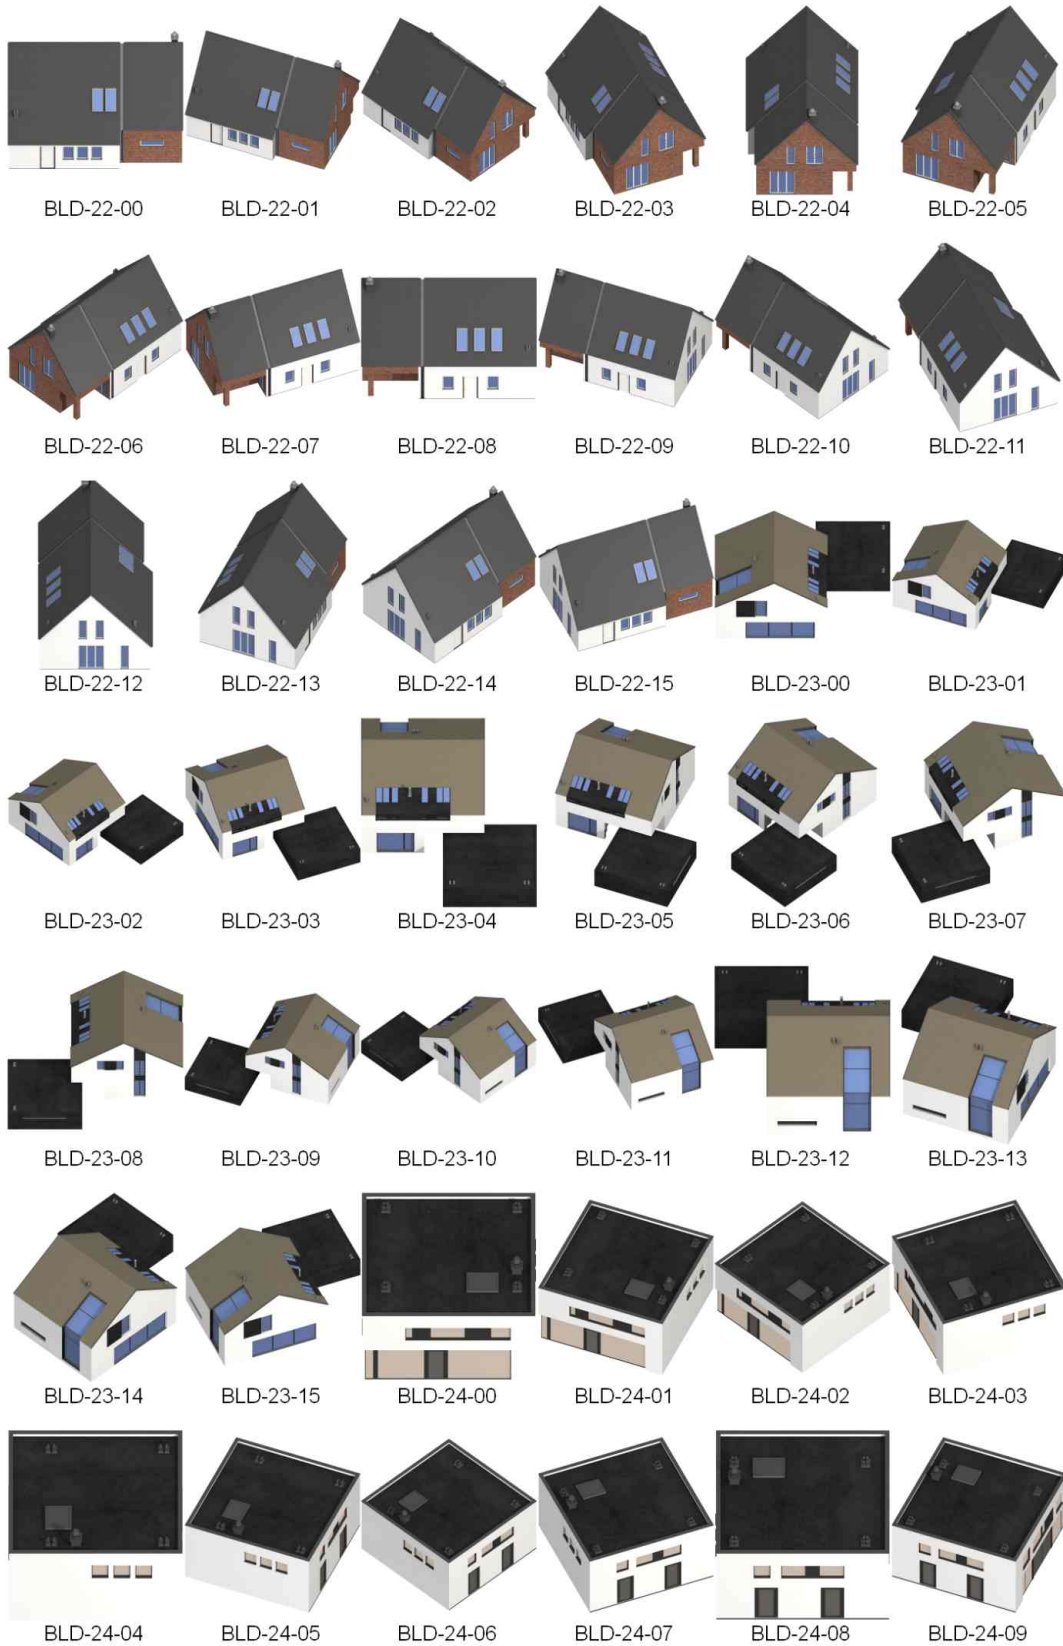 BLD-22-00 BLD-22-01 BLD-22-02 BLD-22-03 BLD-22-04 BLD-22-05
BLD-22-06 BLD-22-07 BLD-22-08 BLD-22-09 BLD-22-10 BLD-22-11
BLD-22-12 BLD-22-13 BLD-22-14 BLD-22-15 BLD-23-00 BLD-23-01
BLD-23-02 BLD-23-03 BLD-23-04 BLD-23-05 BLD-23-06 BLD-23-07
BLD-23-08 BLD-23-09 BLD-23-10 BLD-23-11 BLD-23-12 BLD-23-13
BLD-23-14 BLD-23-15 BLD-24-00 BLD-24-01 BLD-24-02 BLD-24-03
BLD-24-04 BLD-24-05 BLD-24-06 BLD-24-07 BLD-24-08 BLD-24-09